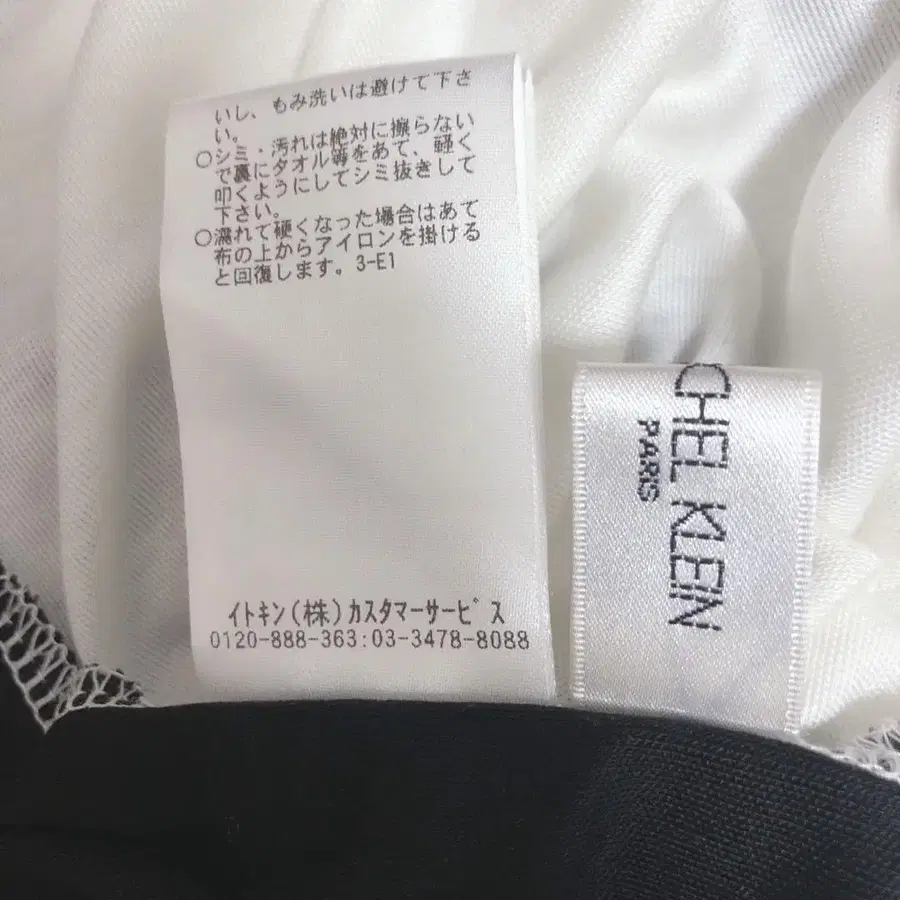 いし、もみ洗いは避けて下さ
い。
○シミ・汚れは絶対に擦らない
で裏にタオル等をあて、軽く
叩くようにしてシミ抜きして
下さい。
○濡れて硬くなった場合はあて
布の上からアイロンを掛ける
と回復します。3-E1
イトキン(株)カスタマーサービス
0120-888-363:03-3478-8088
CHEL KLEIN
PARIS